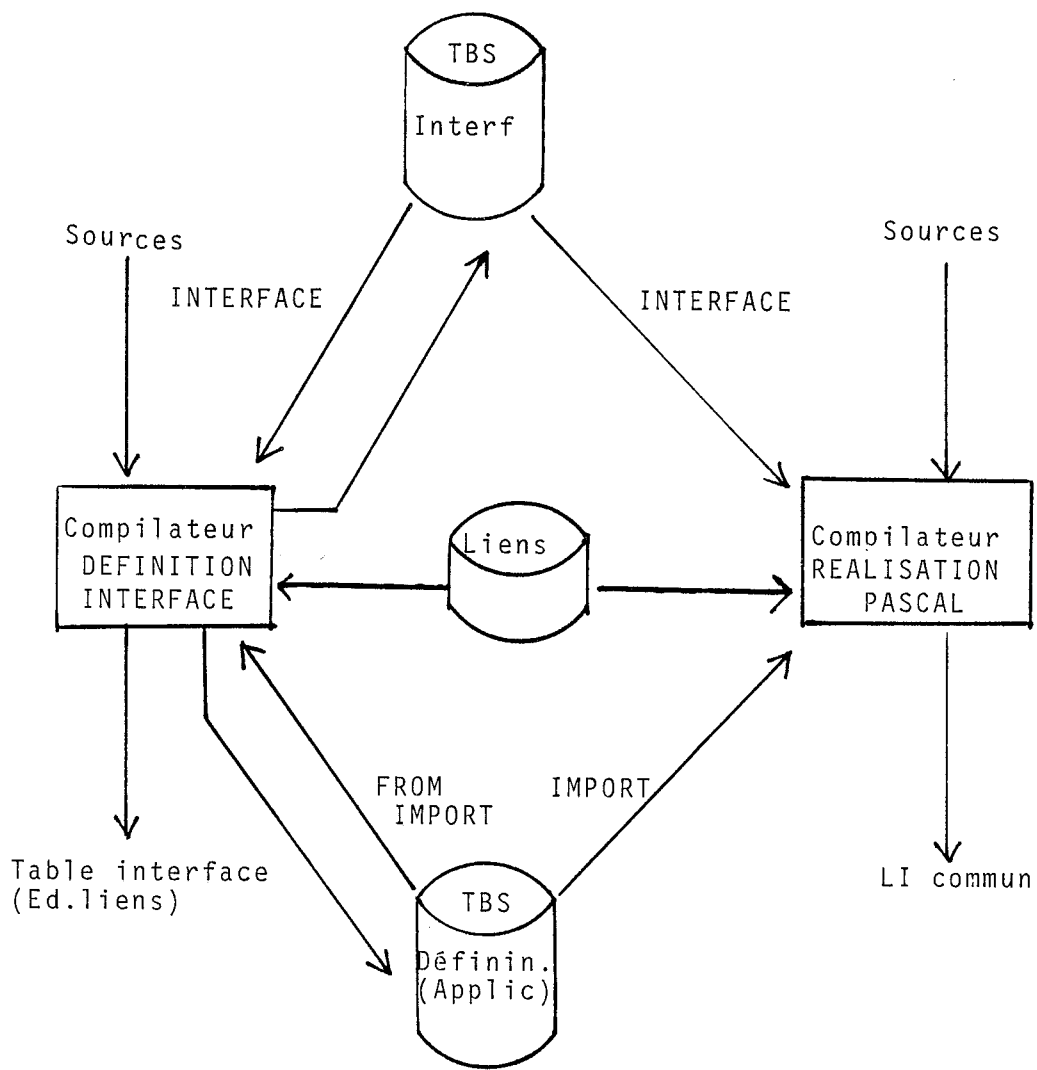 TBS
Interf
Sources
Sources
INTERFACE
INTERFACE
Compilateur
DEFINITION
INTERFACE
Liens
Compilateur
REALISATION
PASCAL
FROM
IMPORT
IMPORT
Table interface
(Ed.liens)
LI commun
TBS
Définin.
(Applic)